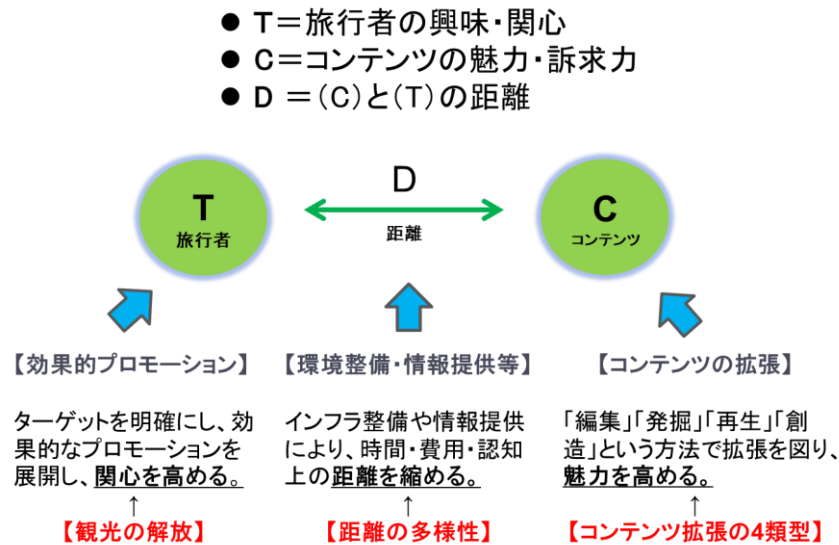 ● T＝旅行者の興味・関心
● C＝コンテンツの魅力・訴求力
● D ＝（C）と（T）の距離
T
旅行者
D
距離
C
コンテンツ
【効果的プロモーション】
ターゲットを明確にし、効
果的なプロモーションを
展開し、関心を高める。
↑
【観光の解放】
【環境整備・情報提供等】
インフラ整備や情報提供
により、時間・費用・認知
上の距離を縮める。
↑
【距離の多様性】
【コンテンツの拡張】
「編集」「発掘」「再生」「創
造」という方法で拡張を図り、
魅力を高める。
↑
【コンテンツ拡張の4類型】